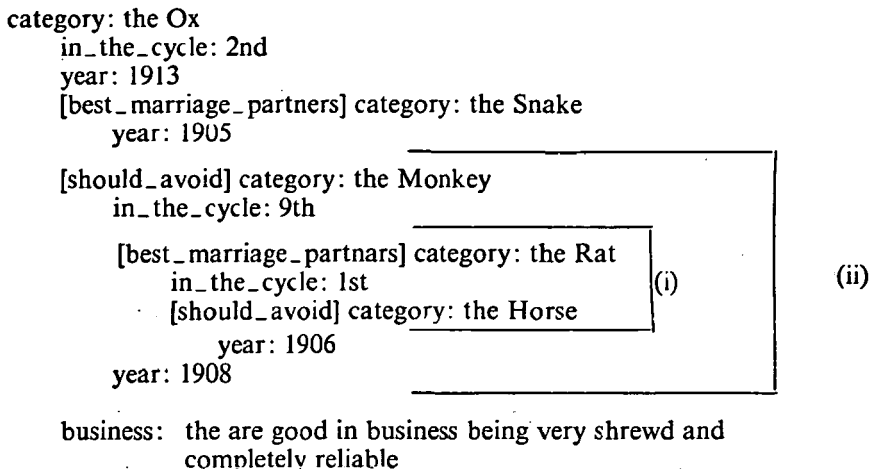 category: the Ox
in_the_cycle: 2nd
year: 1913
[best_marriage_partners] category: the Snake
year: 1905
[should_avoid] category: the Monkey
in_the_cycle: 9th
[best_marriage_partnars] category: the Rat
in_the_cycle: 1st
[should_avoid] category: the Horse
(i)
(ii)
year: 1906
year: 1908
business: the are good in business being very shrewd and
completely reliable